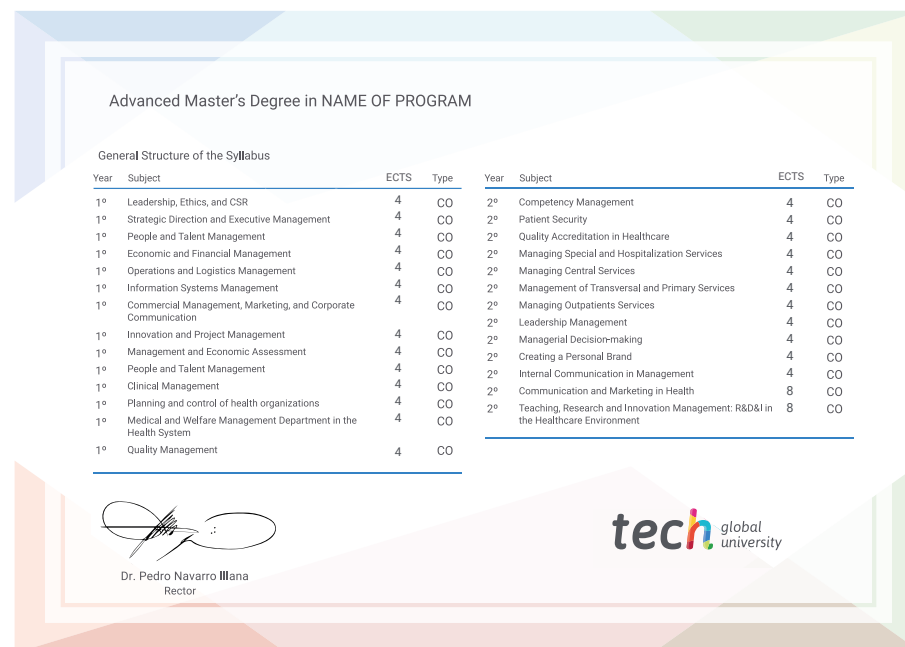 Advanced Master's Degree in NAME OF PROGRAM
General Structure of the Syllabus
Year Subject ECTS Type
1º Leadership, Ethics, and CSR 4 CO
1º Strategic Direction and Executive Management 4 CO
1º People and Talent Management 4 CO
1º Economic and Financial Management 4 CO
1º Operations and Logistics Management 4 CO
1º Information Systems Management 4 CO
1º Commercial Management, Marketing, and Corporate 4 CO
Communication
1º Innovation and Project Management 4 CO
1º Management and Economic Assessment 4 CO
1º People and Talent Management 4 CO
1º Clinical Management 4 CO
1º Planning and control of health organizations 4 CO
1º Medical and Welfare Management Department in the 4 CO
Health System
1º Quality Management 4 CO
Year Subject ECTS Type
2º Competency Management 4 CO
2º Patient Security 4 CO
2º Quality Accreditation in Healthcare 4 CO
2º Managing Special and Hospitalization Services 4 CO
2º Managing Central Services 4 CO
2º Management of Transversal and Primary Services 4 CO
2º Managing Outpatients Services 4 CO
2º Leadership Management 4 CO
2º Managerial Decision-making 4 CO
2º Creating a Personal Brand 4 CO
2º Internal Communication in Management 4 CO
2º Communication and Marketing in Health 8 CO
2º Teaching, Research and Innovation Management: R&D&I in 8 CO
the Healthcare Environment
Dr. Pedro Navarro Illana
Rector
tech global
university